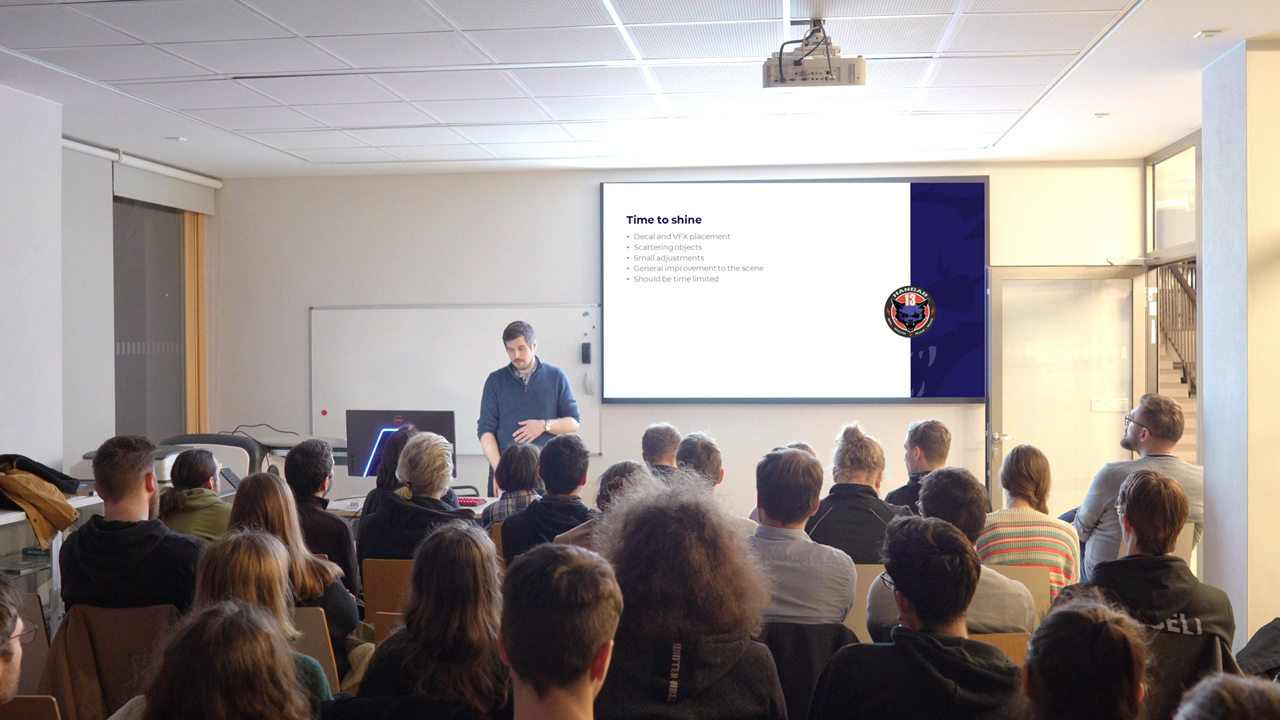 Time to shine
• Decal and VFX placement
• Scattering objects
• Small adjustments
• General improvement to the scene
• Should be time limited
HANGAR
13